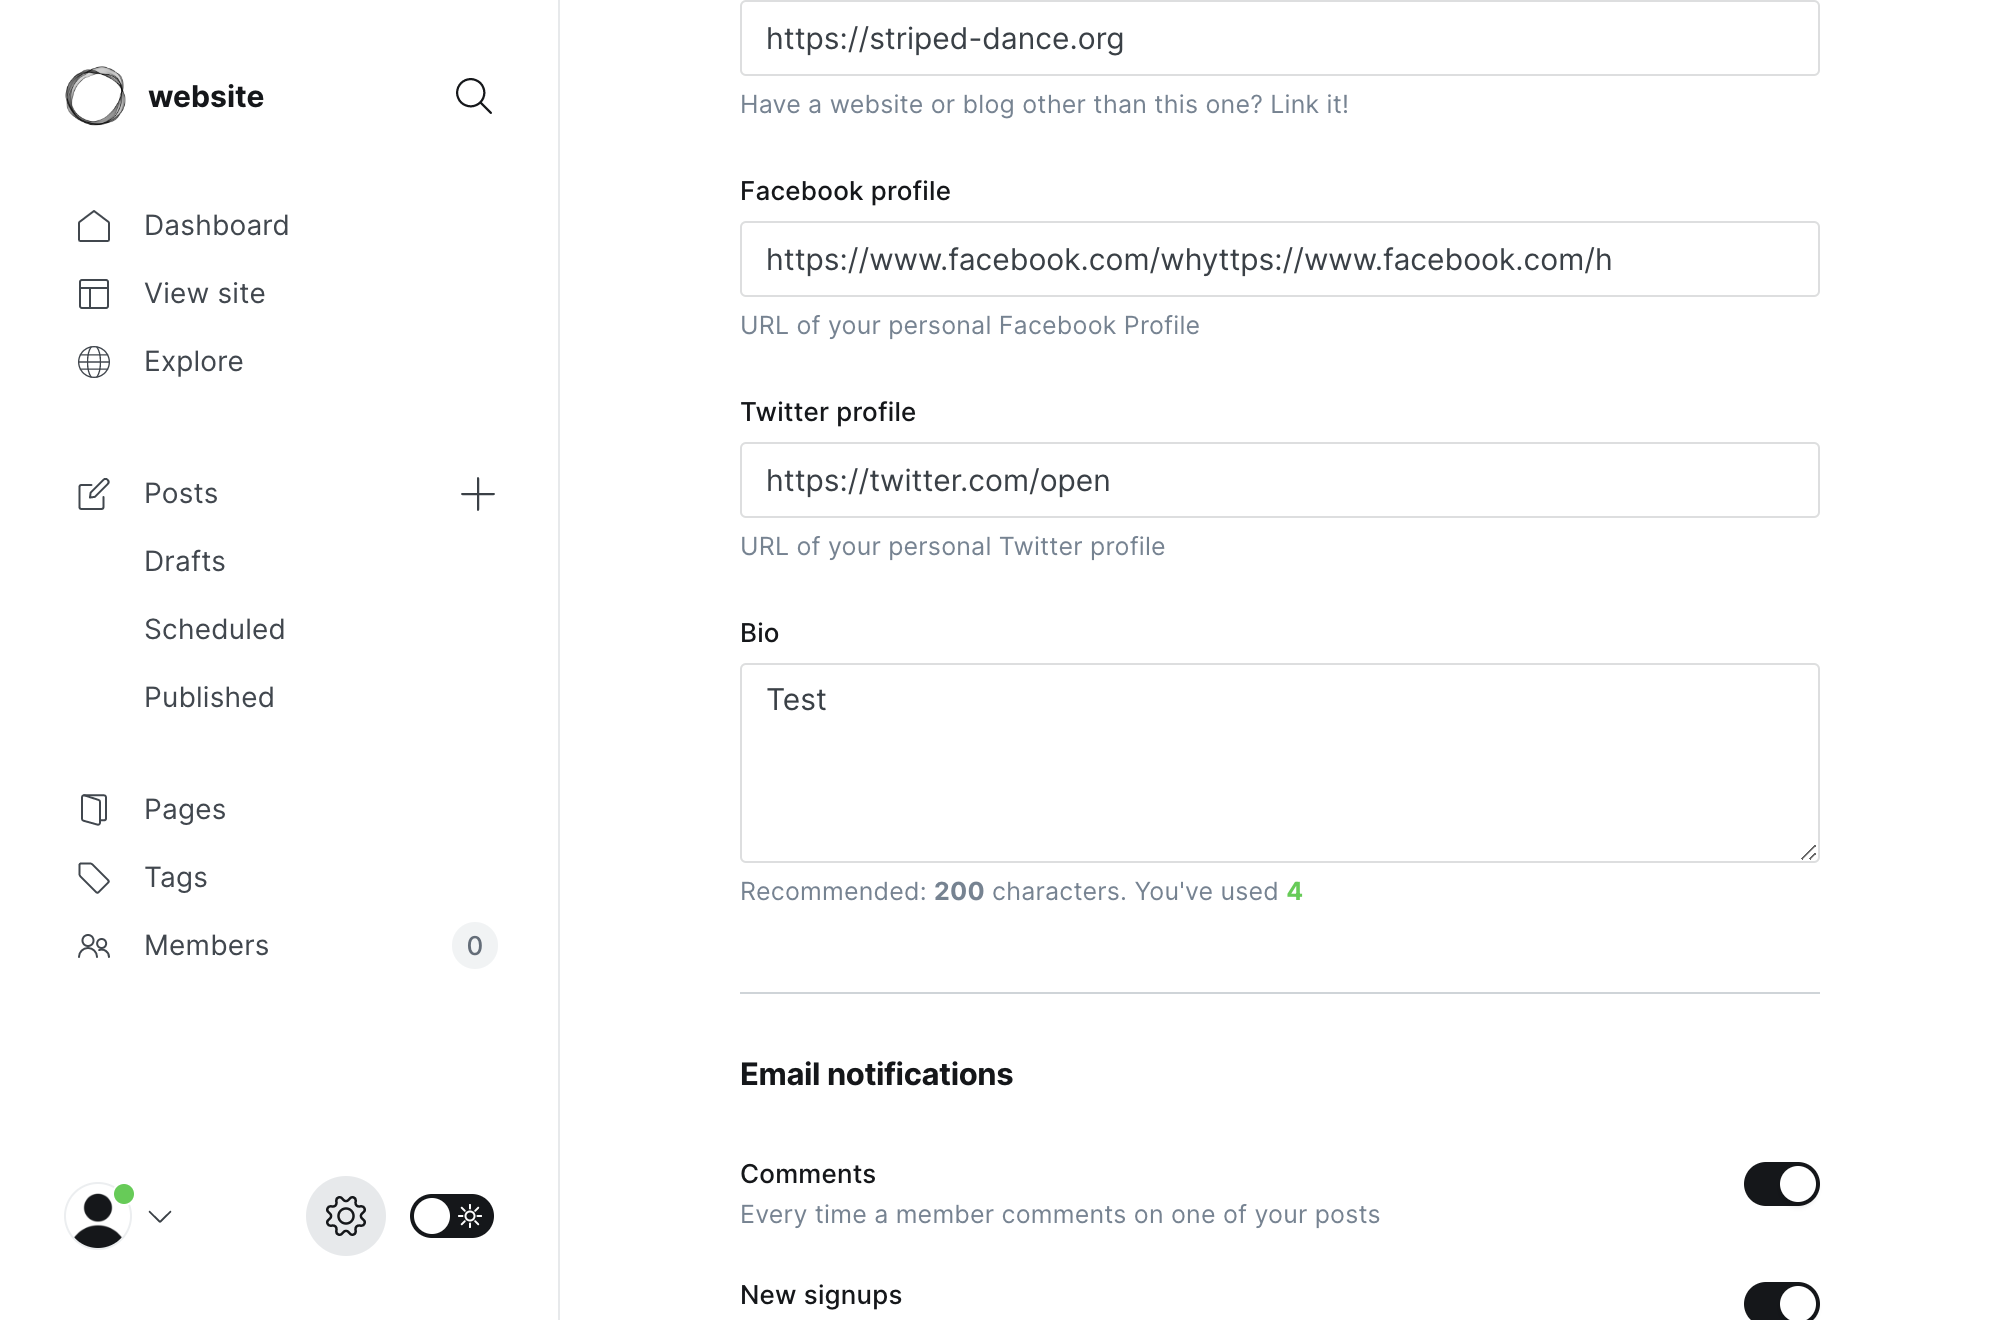 website
Dashboard
View site
Explore
Posts
Drafts
Scheduled
Published
Pages
Tags
Members
0
https://striped-dance.org
Have a website or blog other than this one? Link it!
Facebook profile
https://www.facebook.com/whyttps://www.facebook.com/h
URL of your personal Facebook Profile
Twitter profile
https://twitter.com/open
URL of your personal Twitter profile
Bio
Test
Recommended: 200 characters. You've used 4
Email notifications
Comments
Every time a member comments on one of your posts
New signups